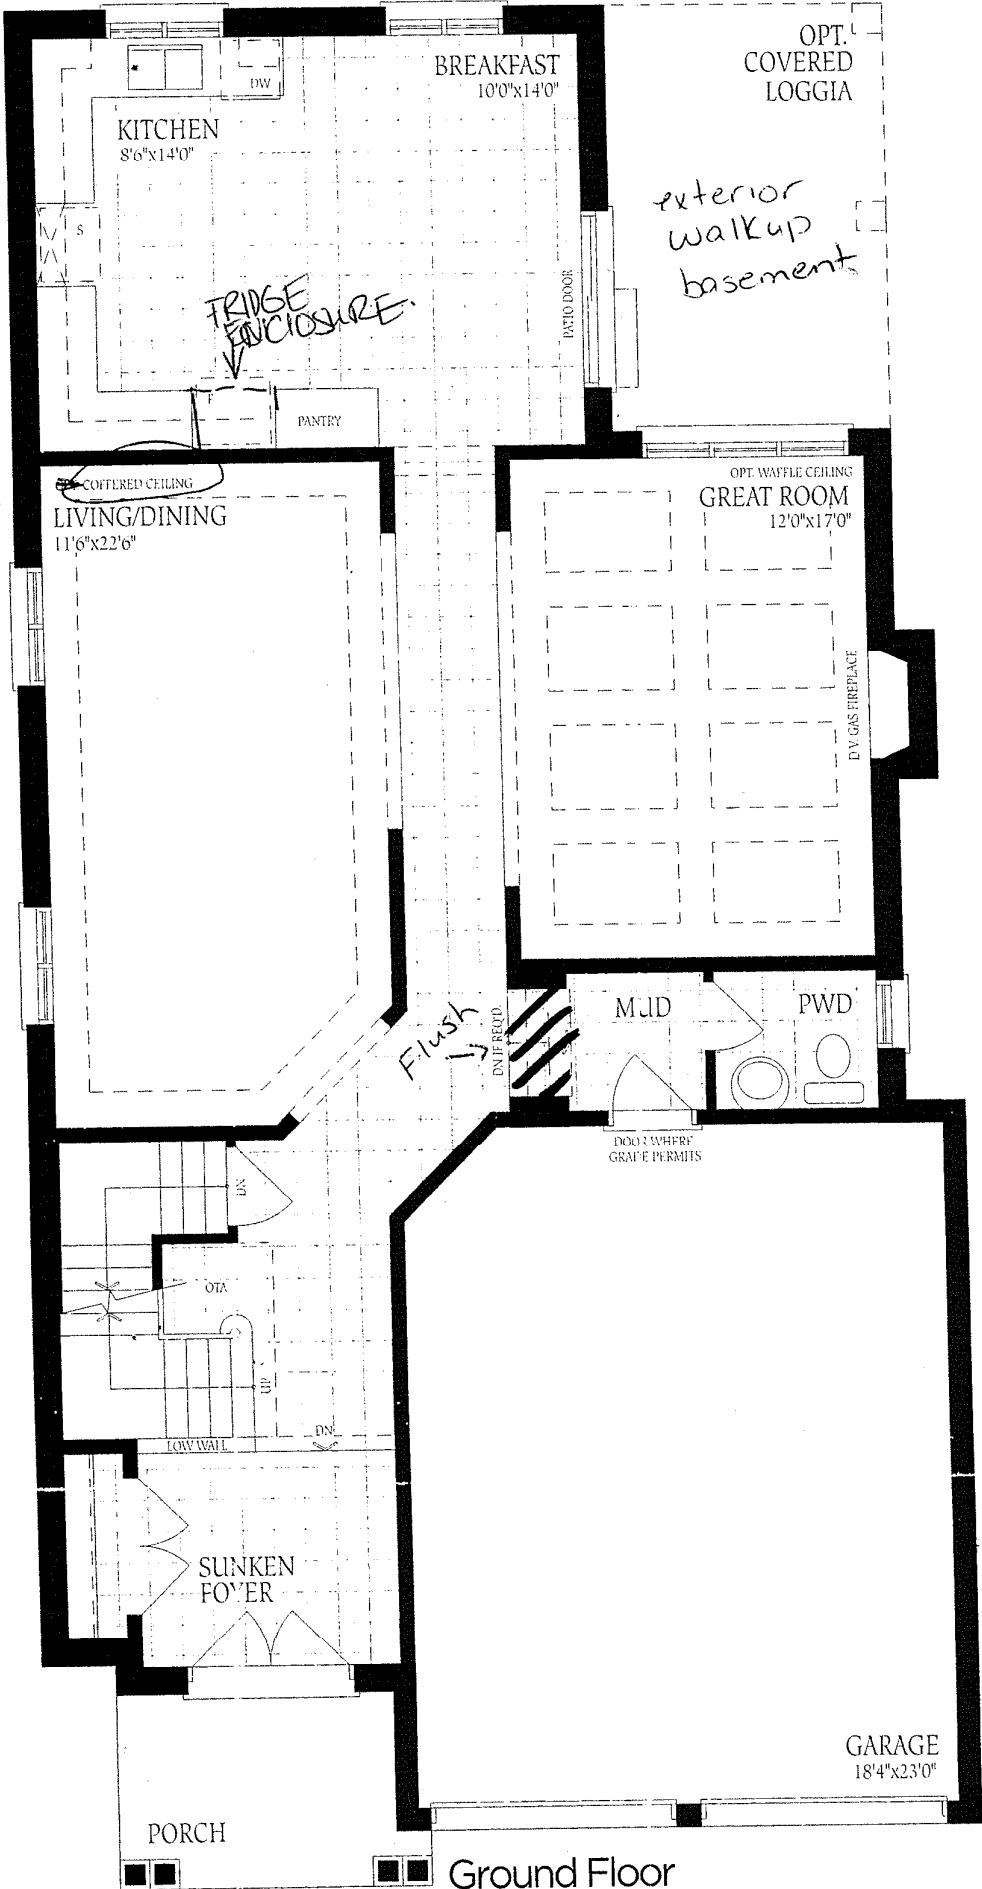 OPT.
COVERED
LOGGIA
BREAKFAST
10'0"x14'0"
DW
KITCHEN
8'6"x14'0"
exterior
walkup
basement
S
FRIDGE
ENCLOSURE.
PATIO DOOR
F
PANTRY
COFFERED CEILING
LIVING/DINING
11'6"x22'6"
OPT. WAFFLE CEILING
GREAT ROOM
12'0"x17'0"
D.V. GAS FIREPLACE
Flush
DN IF REQ'D.
MUD
PWD
DOOR WHERE
GRADE PERMITS
DN
OTA
UP
DN
LOW WALL
SUNKEN
FOYER
GARAGE
18'4"x23'0"
PORCH
Ground Floor